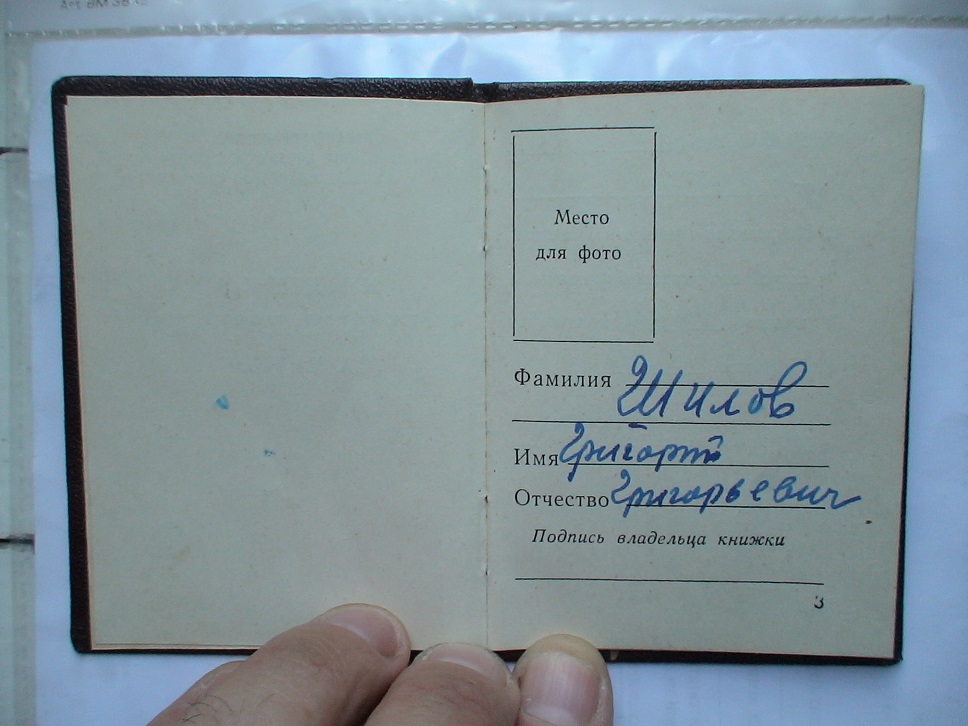 Место
для фото
Фамилия Шилов
Имя Григорий
Отчество Григорьевич
Подпись владельца книжки
3